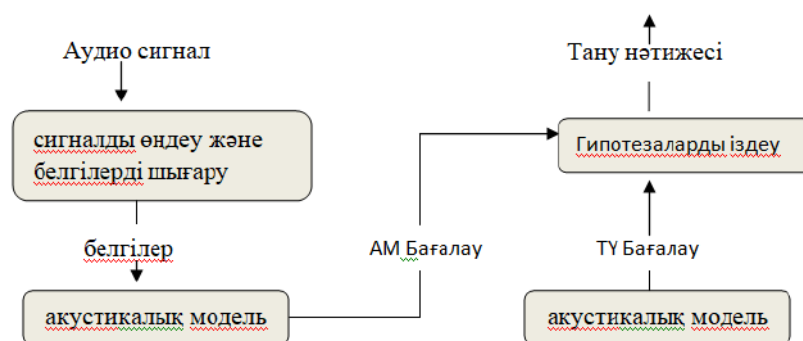 Аудио сигнал
сигналды өңдеу және
белгілерді шығару
белгілер
акустикалық модель
АМ Бағалау
Тану нәтижесі
Гипотезаларды іздеу
ТҮ Бағалау
акустикалық модель